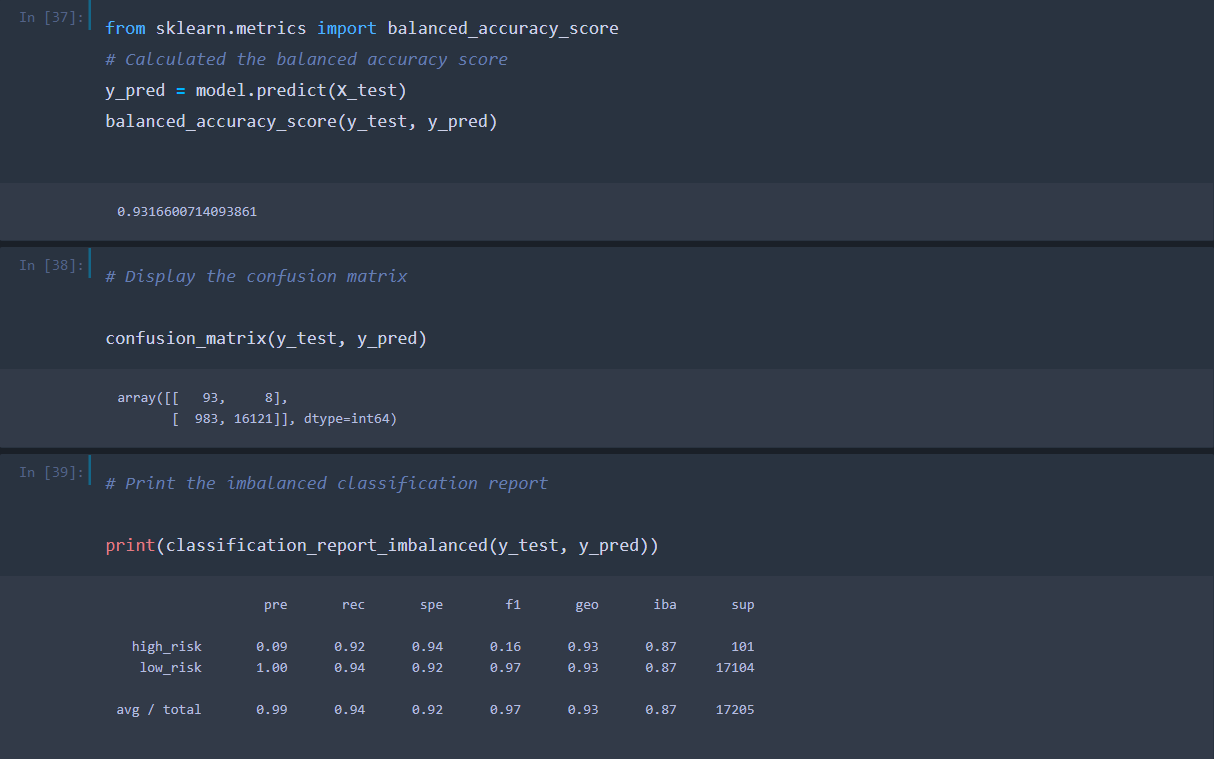 In [37]:
from sklearn.metrics import balanced_accuracy_score
# Calculated the balanced accuracy score
y_pred = model.predict(X_test)
balanced_accuracy_score(y_test, y_pred)
0.9316600714093861
In [38]:
# Display the confusion matrix
confusion_matrix(y_test, y_pred)
array([[   93,     8],
       [  983, 16121]], dtype=int64)
In [39]:
# Print the imbalanced classification report
print(classification_report_imbalanced(y_test, y_pred))
pre rec spe f1 geo iba sup
high_risk 0.09 0.92 0.94 0.16 0.93 0.87 101
low_risk 1.00 0.94 0.92 0.97 0.93 0.87 17104
avg / total 0.99 0.94 0.92 0.97 0.93 0.87 17205